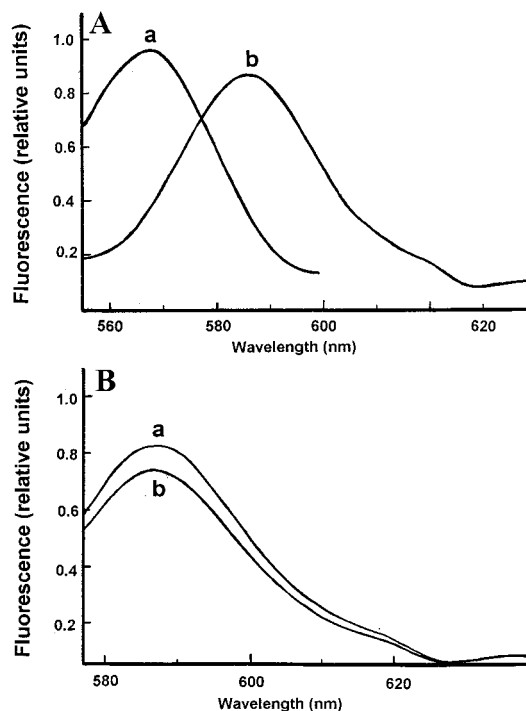 A
a
b
Fluorescence (relative units)
1.0
0.8
0.6
0.4
0.2
560
580
600
620
Wavelength (nm)
B
a
b
Fluorescence (relative units)
1.0
0.8
0.6
0.4
0.2
580
600
620
Wavelength (nm)